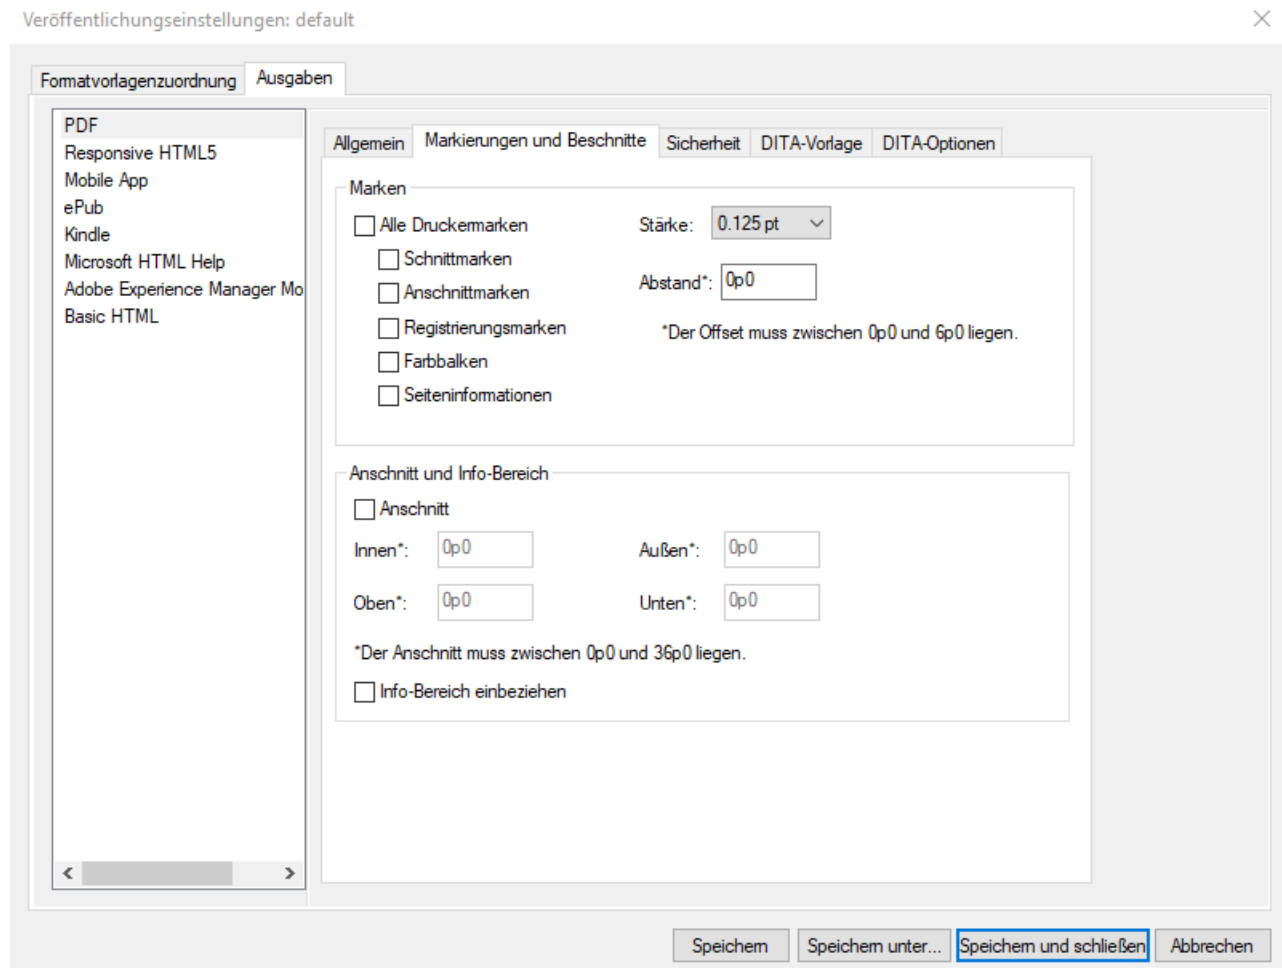 Veröffentlichungseinstellungen: default
Formatvorlagenzuordnung Ausgaben
PDF
Responsive HTML5
Mobile App
ePub
Kindle
Microsoft HTML Help
Adobe Experience Manager Mo
Basic HTML
Allgemein Markierungen und Beschnitte Sicherheit DITA-Vorlage DITA-Optionen
Marken
Alle Druckermarken Stärke: 0.125 pt
Schnittmarken
Anschnittmarken Abstand*: 0p0
Registrierungsmarken *Der Offset muss zwischen 0p0 und 6p0 liegen.
Farbbalken
Seiteninformationen
Anschnitt und Info-Bereich
Anschnitt
Innen*: 0p0 Außen*: 0p0
Oben*: 0p0 Unten*: 0p0
*Der Anschnitt muss zwischen 0p0 und 36p0 liegen.
Info-Bereich einbeziehen
Speichern Speichern unter... Speichern und schließen Abbrechen